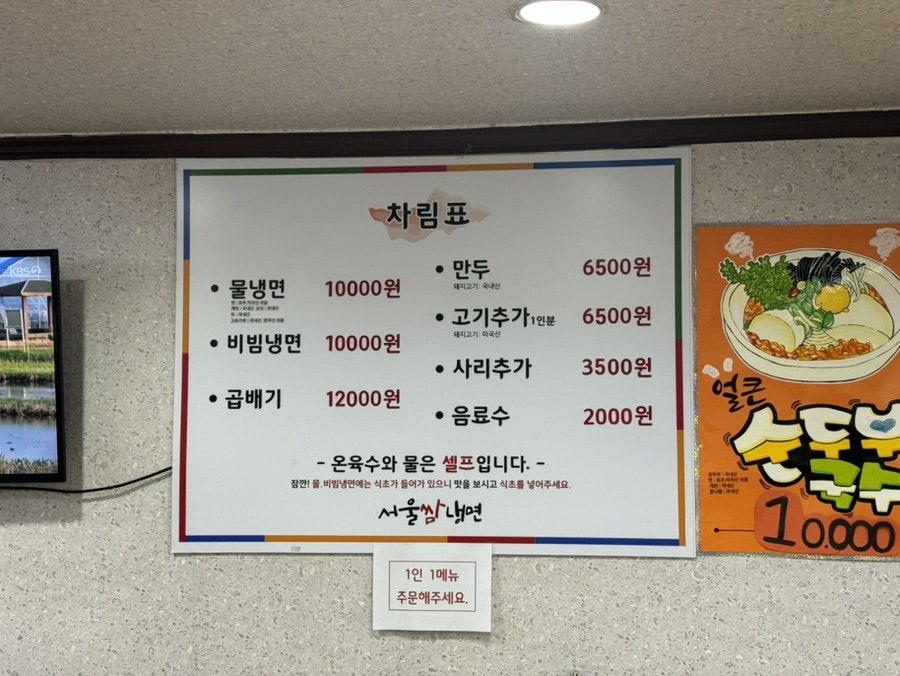 KBS
차림표
물냉면 10000원
비빔냉면 10000원
곱배기 12000원
만두 6500원
돼지고기: 국내산
고기추가 1인분 6500원
돼지고기: 미국산
사리추가 3500원
음료수 2000원
- 온육수와 물은 셀프입니다. -
잠깐! 물.비빔냉면에는 식초가 들어가 있으니 맛을 보시고 식초를 넣어주세요.
서울쌈냉면
1인 1메뉴
주문해주세요.
얼큰
순두부
국수
10.000